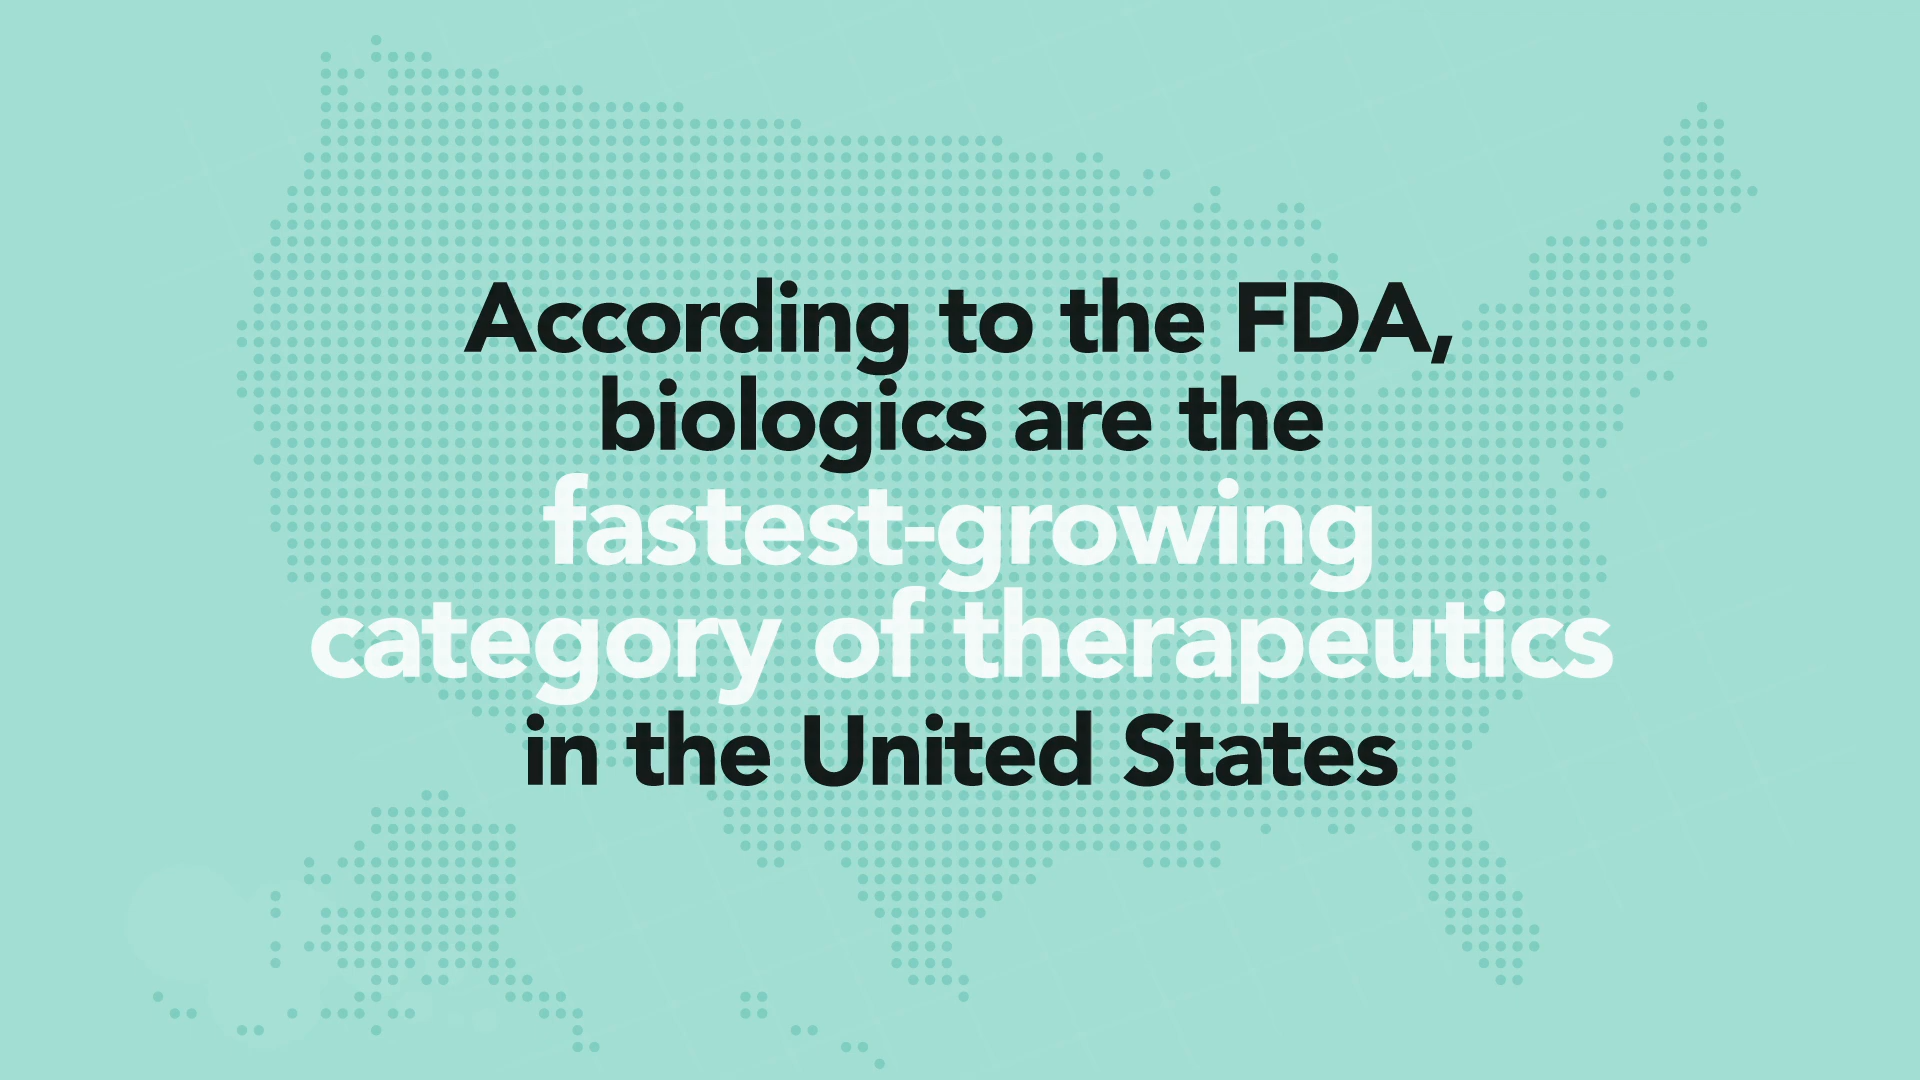 According to the FDA,
biologics are the
fastest-growing
category of therapeutics
in the United States